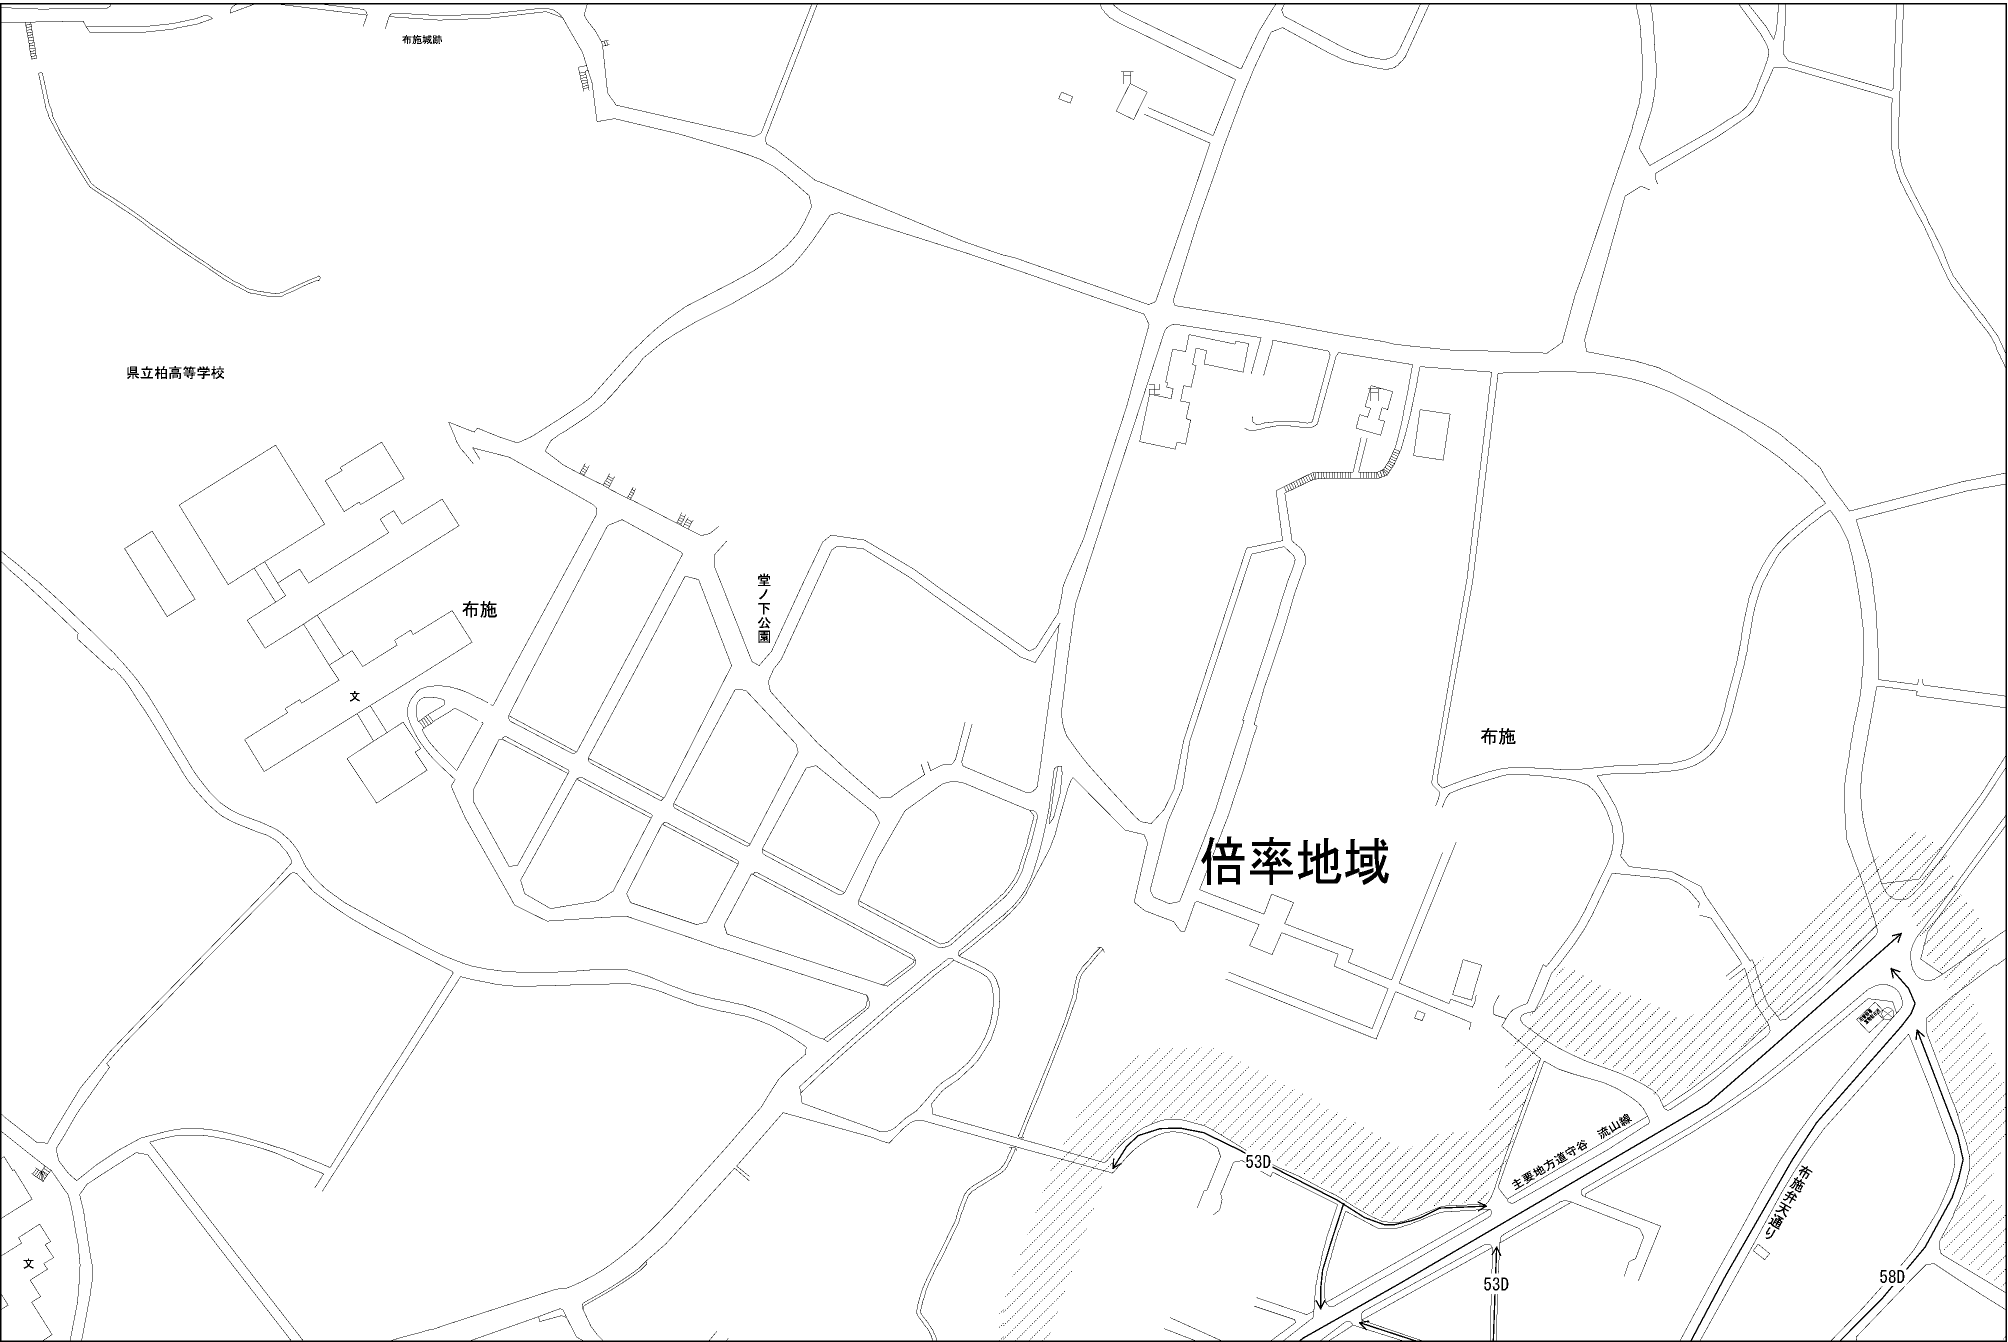 布施城跡
県立柏高等学校
堂ノ下公園
布施
文
布施
倍率地域
主要地方道守谷　流山線
53D
布施弁天通り
文
53D
58D